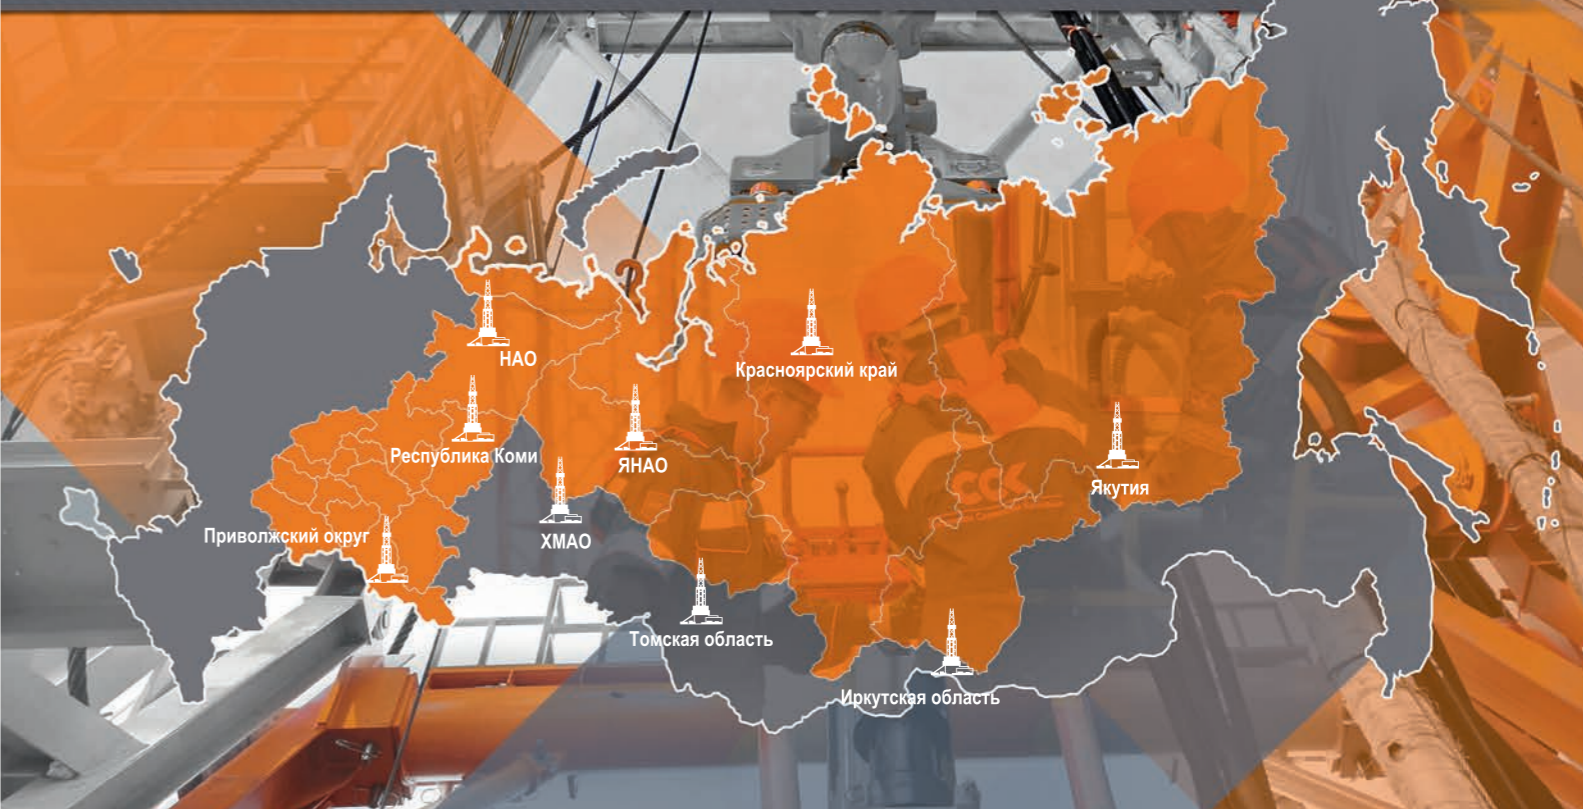 НАО
Красноярский край
Республика Коми
ЯНАО
Якутия
ССК
Приволжский округ
ХМАО
Томская область
Иркутская область